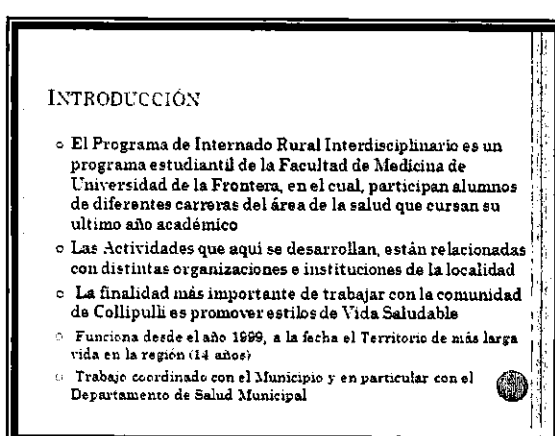 INTRODUCCIÓN
○ El Programa de Internado Rural Interdisciplinario es un
programa estudiantil de la Facultad de Medicina de
Universidad de la Frontera, en el cual, participan alumnos
de diferentes carreras del área de la salud que cursan su
ultimo año académico
○ Las Actividades que aquí se desarrollan, están relacionadas
con distintas organizaciones e instituciones de la localidad
○ La finalidad más importante de trabajar con la comunidad
de Collipulli es promover estilos de Vida Saludable
○ Funciona desde el año 1999, a la fecha el Territorio de más larga
vida en la región (14 años)
○ Trabajo coordinado con el Municipio y en particular con el
Departamento de Salud Municipal